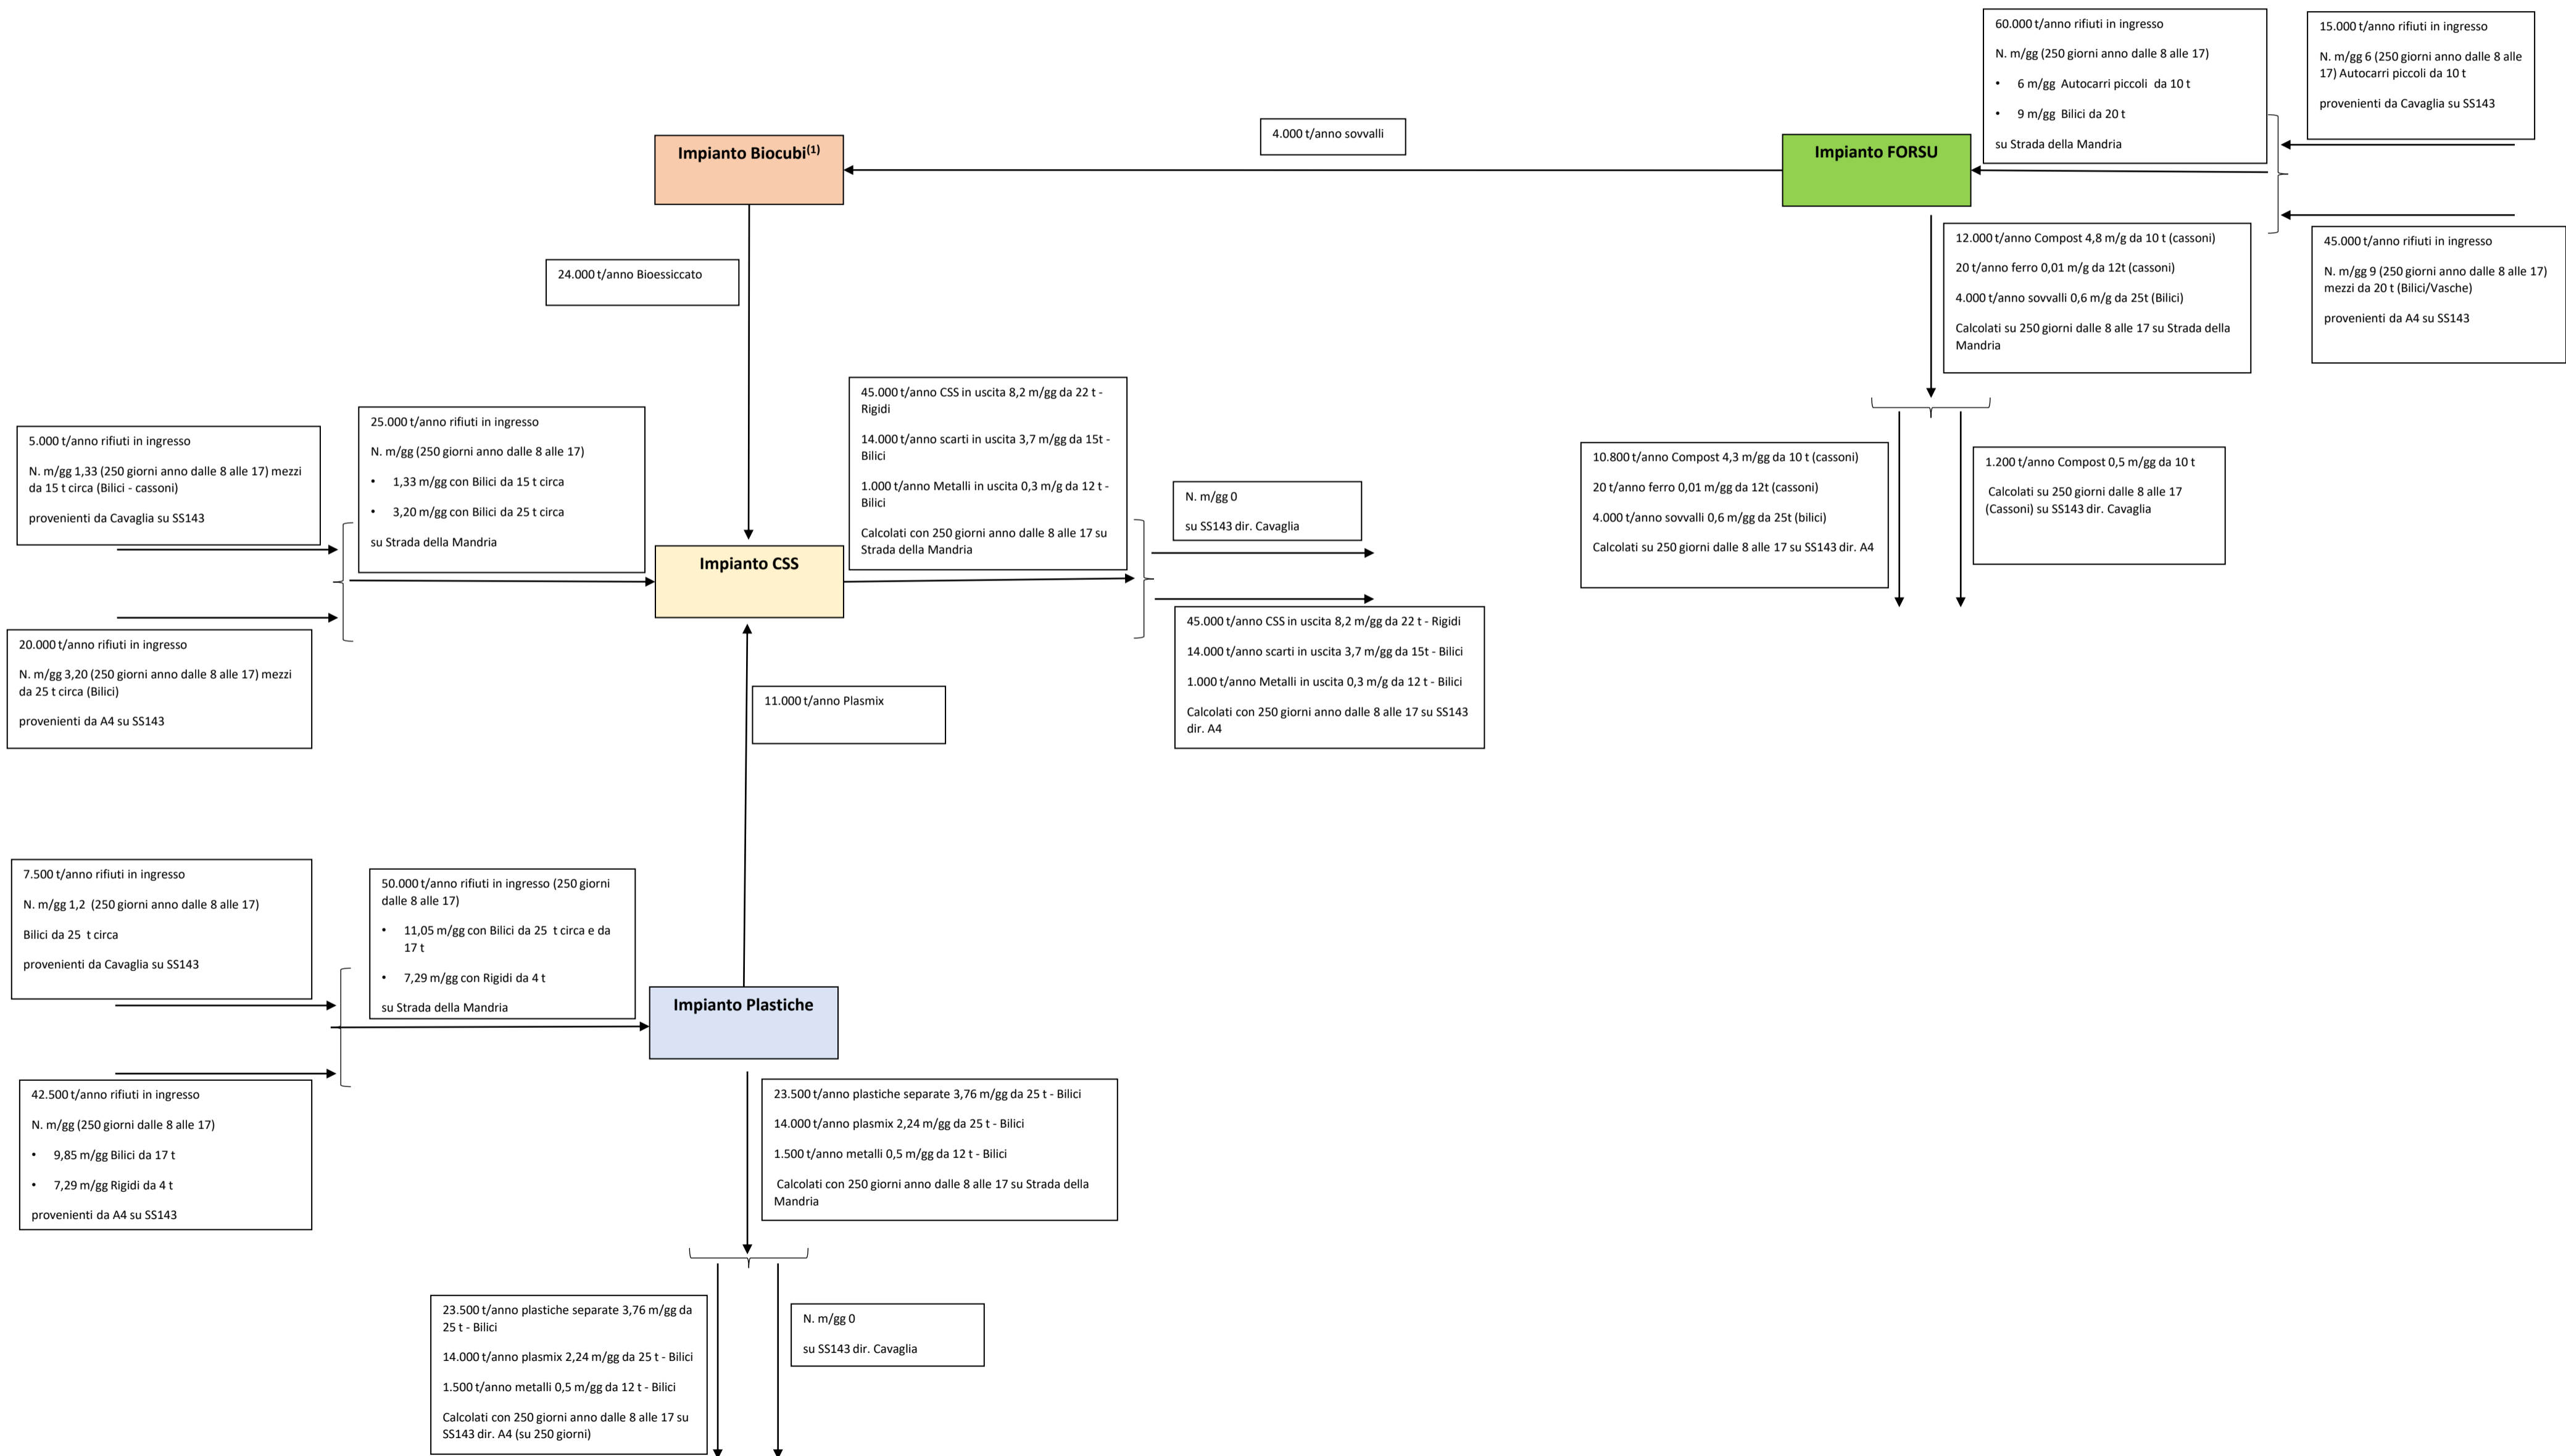 60.000 t/anno rifiuti in ingresso
N. m/gg (250 giorni anno dalle 8 alle 17)
• 6 m/gg Autocarri piccoli da 10 t
• 9 m/gg Bilici da 20 t
su Strada della Mandria
15.000 t/anno rifiuti in ingresso
N. m/gg 6 (250 giorni anno dalle 8 alle
17) Autocarri piccoli da 10 t
provenienti da Cavaglia su SS143
4.000 t/anno sovvalli
Impianto Biocubi(1)
Impianto FORSU
12.000 t/anno Compost 4,8 m/g da 10 t (cassoni)
20 t/anno ferro 0,01 m/g da 12t (cassoni)
4.000 t/anno sovvalli 0,6 m/g da 25t (Bilici)
Calcolati su 250 giorni dalle 8 alle 17 su Strada della
Mandria
45.000 t/anno rifiuti in ingresso
N. m/gg 9 (250 giorni anno dalle 8 alle 17)
mezzi da 20 t (Bilici/Vasche)
provenienti da A4 su SS143
24.000 t/anno Bioessiccato
5.000 t/anno rifiuti in ingresso
N. m/gg 1,33 (250 giorni anno dalle 8 alle 17) mezzi
da 15 t circa (Bilici - cassoni)
provenienti da Cavaglia su SS143
25.000 t/anno rifiuti in ingresso
N. m/gg (250 giorni anno dalle 8 alle 17)
• 1,33 m/gg con Bilici da 15 t circa
• 3,20 m/gg con Bilici da 25 t circa
su Strada della Mandria
45.000 t/anno CSS in uscita 8,2 m/gg da 22 t -
Rigidi
14.000 t/anno scarti in uscita 3,7 m/gg da 15t -
Bilici
1.000 t/anno Metalli in uscita 0,3 m/g da 12 t -
Bilici
Calcolati con 250 giorni anno dalle 8 alle 17 su
Strada della Mandria
N. m/gg 0
su SS143 dir. Cavaglia
10.800 t/anno Compost 4,3 m/gg da 10 t (cassoni)
20 t/anno ferro 0,01 m/gg da 12t (cassoni)
4.000 t/anno sovvalli 0,6 m/gg da 25t (bilici)
Calcolati su 250 giorni dalle 8 alle 17 su SS143 dir. A4
1.200 t/anno Compost 0,5 m/gg da 10 t
Calcolati su 250 giorni dalle 8 alle 17
(Cassoni) su SS143 dir. Cavaglia
Impianto CSS
20.000 t/anno rifiuti in ingresso
N. m/gg 3,20 (250 giorni anno dalle 8 alle 17) mezzi
da 25 t circa (Bilici)
provenienti da A4 su SS143
45.000 t/anno CSS in uscita 8,2 m/gg da 22 t - Rigidi
14.000 t/anno scarti in uscita 3,7 m/gg da 15t - Bilici
1.000 t/anno Metalli in uscita 0,3 m/g da 12 t - Bilici
Calcolati con 250 giorni anno dalle 8 alle 17 su SS143
dir. A4
11.000 t/anno Plasmix
7.500 t/anno rifiuti in ingresso
N. m/gg 1,2 (250 giorni anno dalle 8 alle 17)
Bilici da 25 t circa
provenienti da Cavaglia su SS143
50.000 t/anno rifiuti in ingresso (250 giorni
dalle 8 alle 17)
• 11,05 m/gg con Bilici da 25 t circa e da
17 t
• 7,29 m/gg con Rigidi da 4 t
su Strada della Mandria
Impianto Plastiche
42.500 t/anno rifiuti in ingresso
N. m/gg (250 giorni dalle 8 alle 17)
• 9,85 m/gg Bilici da 17 t
• 7,29 m/gg Rigidi da 4 t
provenienti da A4 su SS143
23.500 t/anno plastiche separate 3,76 m/gg da 25 t - Bilici
14.000 t/anno plasmix 2,24 m/gg da 25 t - Bilici
1.500 t/anno metalli 0,5 m/gg da 12 t - Bilici
Calcolati con 250 giorni anno dalle 8 alle 17 su Strada della
Mandria
23.500 t/anno plastiche separate 3,76 m/gg da
25 t - Bilici
14.000 t/anno plasmix 2,24 m/gg da 25 t - Bilici
1.500 t/anno metalli 0,5 m/gg da 12 t - Bilici
Calcolati con 250 giorni anno dalle 8 alle 17 su
SS143 dir. A4 (su 250 giorni)
N. m/gg 0
su SS143 dir. Cavaglia